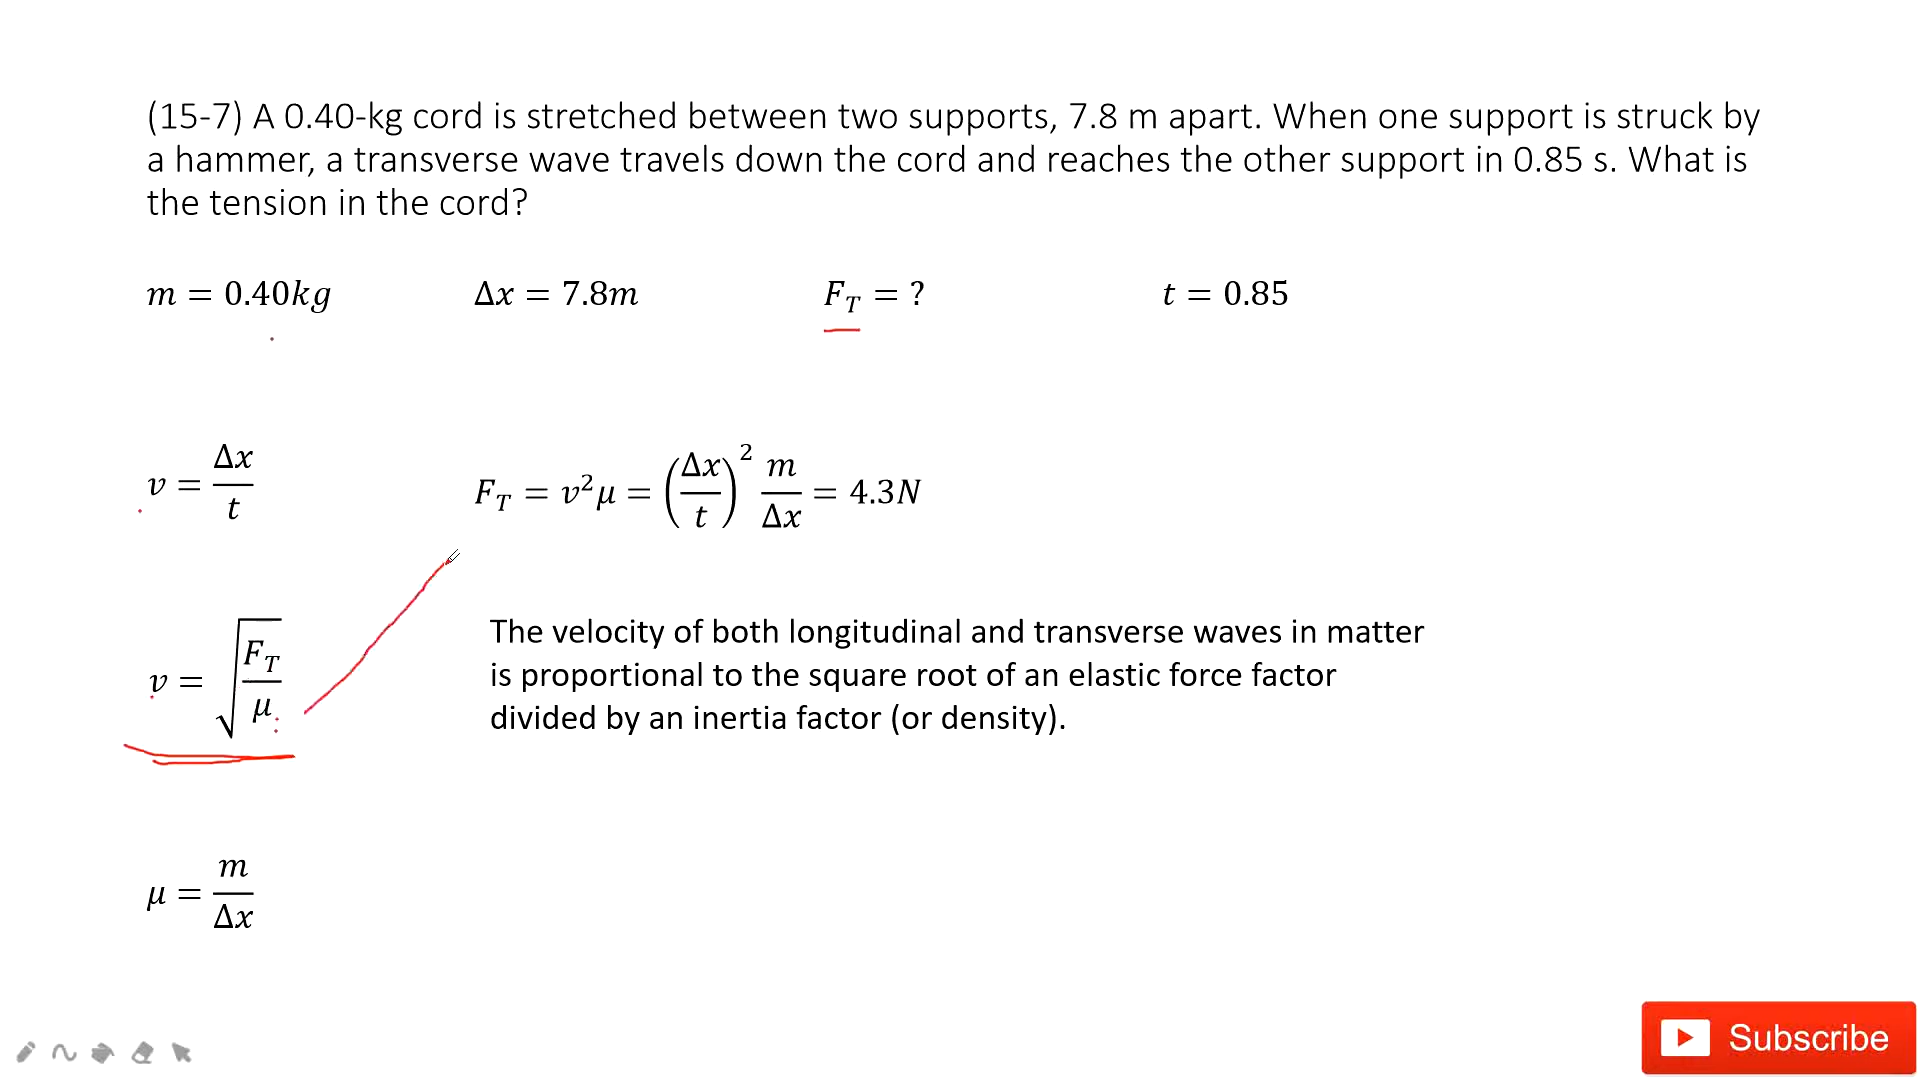 (15-7) A 0.40-kg cord is stretched between two supports, 7.8 m apart. When one support is struck by
a hammer, a transverse wave travels down the cord and reaches the other support in 0.85 s. What is
the tension in the cord?
m = 0.40kg Δx = 7.8m F_T = ? t = 0.85
v = Δx/t F_T = v²μ = (Δx/t)² m/Δx = 4.3N
v = √(F_T/μ)
The velocity of both longitudinal and transverse waves in matter
is proportional to the square root of an elastic force factor
divided by an inertia factor (or density).
μ = m/Δx
Subscribe